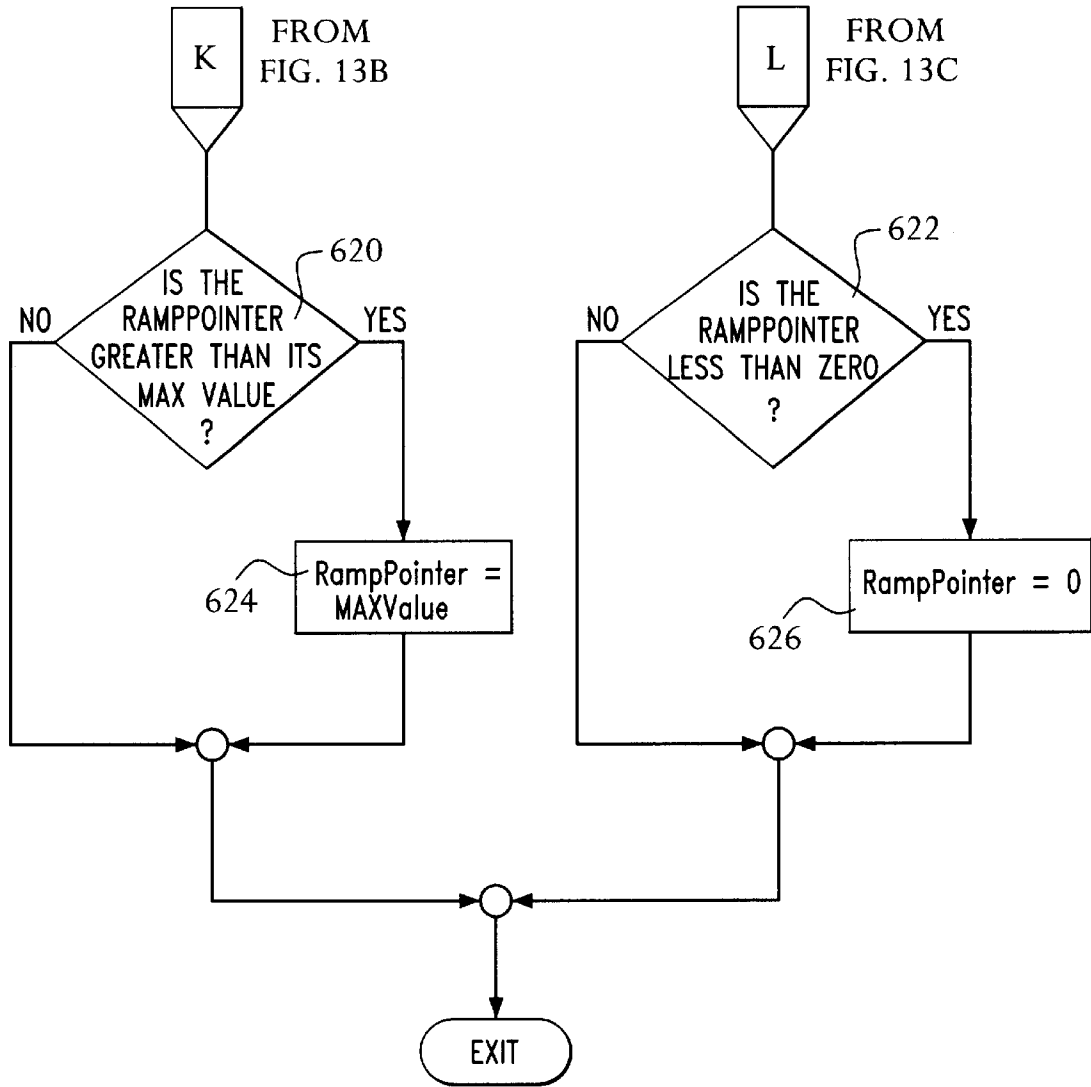 K
FROM
FIG. 13B
L
FROM
FIG. 13C
620
IS THE
RAMPPOINTER
GREATER THAN ITS
MAX VALUE
?
NO
YES
622
IS THE
RAMPPOINTER
LESS THAN ZERO
?
NO
YES
624
RampPointer =
MAXValue
626
RampPointer = 0
EXIT